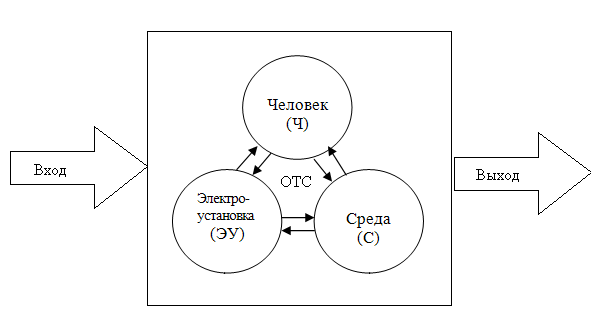 Вход
Человек
(Ч)
ОТС
Электро-
установка
(ЭУ)
Среда
(С)
Выход